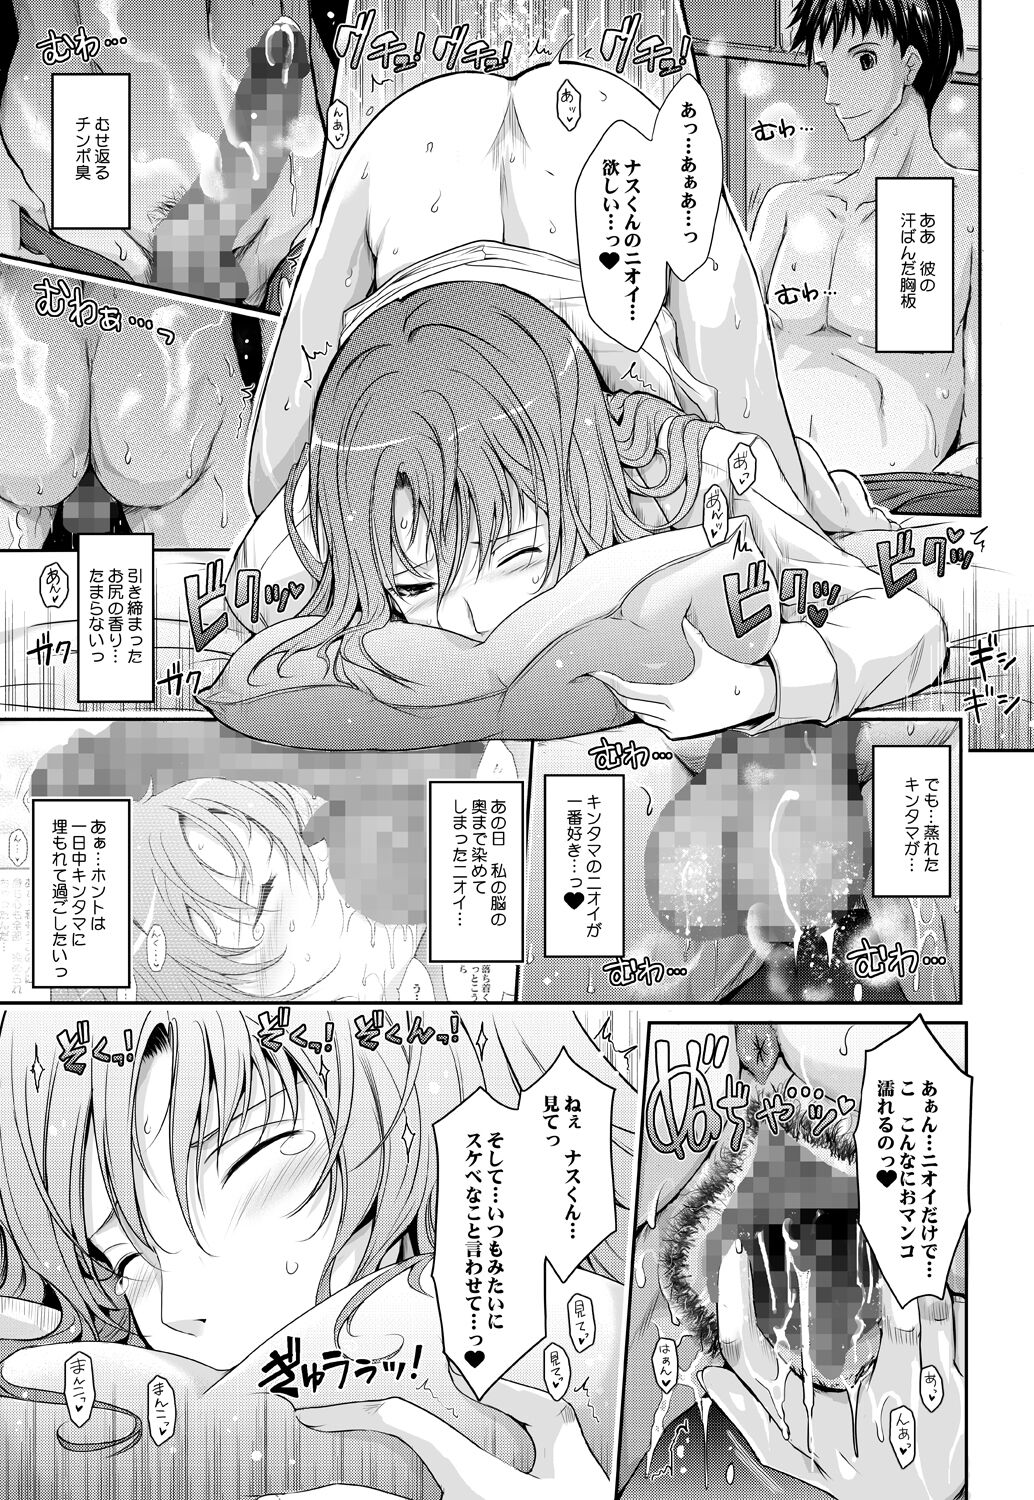 ああ　彼の
汗ばんだ胸板
むわ…
むわ…
あっ…あぁあ…っ
ナスくんのニオイ…
欲しい…っ♥
グチュ!
グチュ!
グチュ!
グチュ!
あッ♥
んぁ♥
むわ…
むせ返る
チンポ臭
むわぁ…っ
引き締まった
お尻の香り…
たまらないっ
あん♥
あっ♥
あんッ♥
ビクッ♥
ビクッ♥
ビクッ♥
ビクッ♥
ガク
ガク
ギシ
ギシ
でも…蒸れた
キンタマが…
むわ…
むわ…
キンタマのニオイが
一番好き…っ
♥
あの日　私の脳の
奥まで染めて
しまったニオイ…
あぁ…ホントは
一日中キンタマに
埋もれて過ごしたいっ
あぁん…ニオイだけで…
こ　こんなにおマンコ
濡れるのっ♥
ぬぢゃ…ッ♥
はぁん♥
あっ♥
んあっ♥
ぞくっ!
ぞくっ!
ぞくんっ!
ねぇ　ナスくん…
見てっ
そして…いつもみたいに
スケベなこと言わせて…っ♥
見てっ♥
見てっ♥
ぎゅうううッ!
まんこっ♥
まんこっ♥